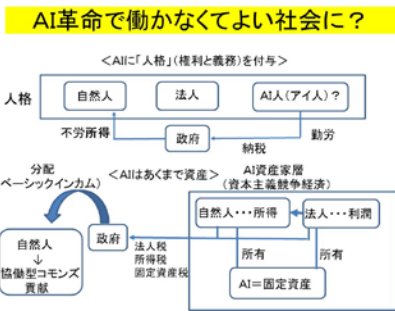 AI革命で働かなくてよい社会に？
＜AIに「人格」（権利と義務）を付与＞
人格
自然人
法人
AI人（アイ人）？
不労所得
政府
納税
勤労
分配
ベーシックインカム）
＜AIはあくまで資産＞
AI資産家層
（資本主義競争経済）
自然人・・・所得
法人・・・利潤
政府
法人税
所得税
固定資産税
所有
所有
自然人
↓
協働型コモンズ
貢献
AI＝固定資産